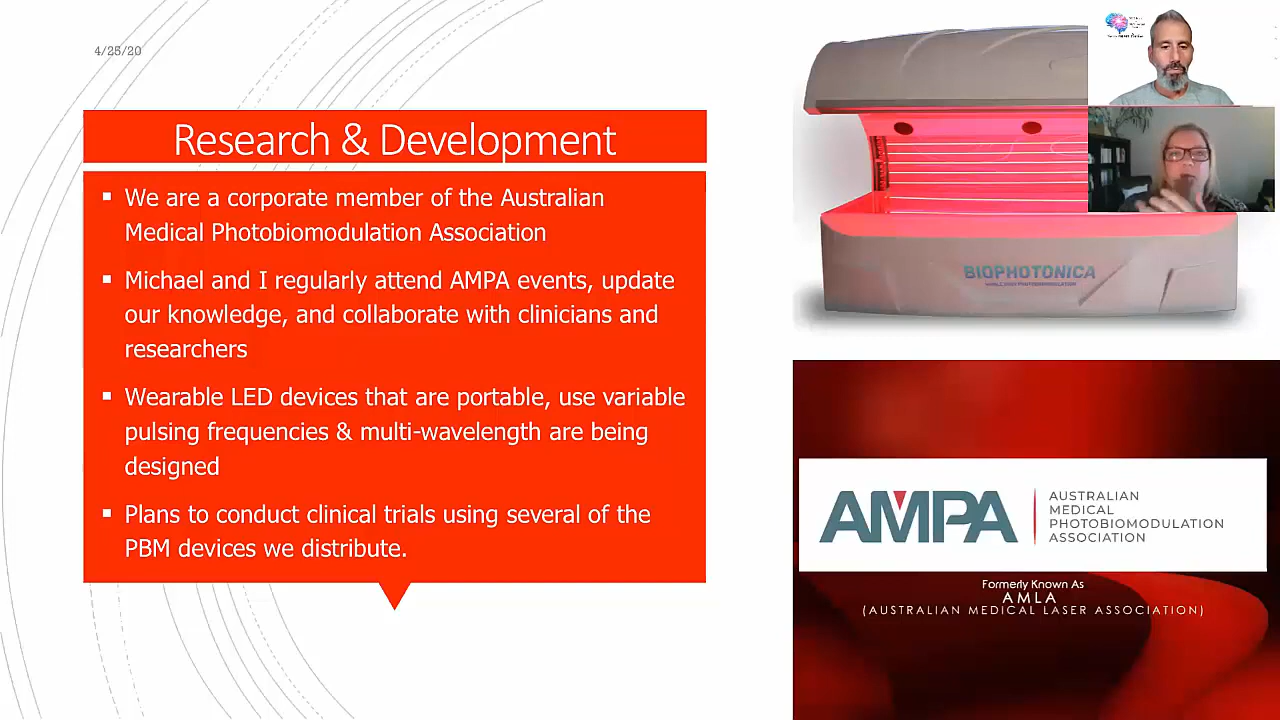 4/25/20
Research & Development
▪ We are a corporate member of the Australian
Medical Photobiomodulation Association
▪ Michael and I regularly attend AMPA events, update
our knowledge, and collaborate with clinicians and
researchers
▪ Wearable LED devices that are portable, use variable
pulsing frequencies & multi-wavelength are being
designed
▪ Plans to conduct clinical trials using several of the
PBM devices we distribute.
BIOPHOTONICA
AMPA
AUSTRALIAN
MEDICAL
PHOTOBIOMODULATION
ASSOCIATION
Formerly Known As
AMLA
(AUSTRALIAN MEDICAL LASER ASSOCIATION)